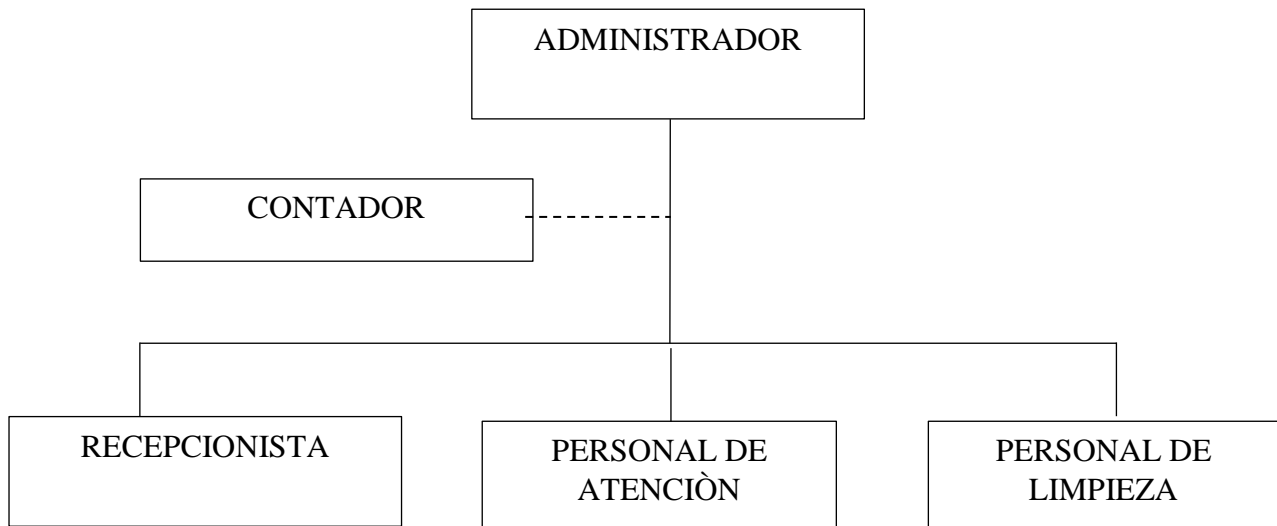 ADMINISTRADOR
CONTADOR
RECEPCIONISTA
PERSONAL DE
ATENCIÒN
PERSONAL DE
LIMPIEZA